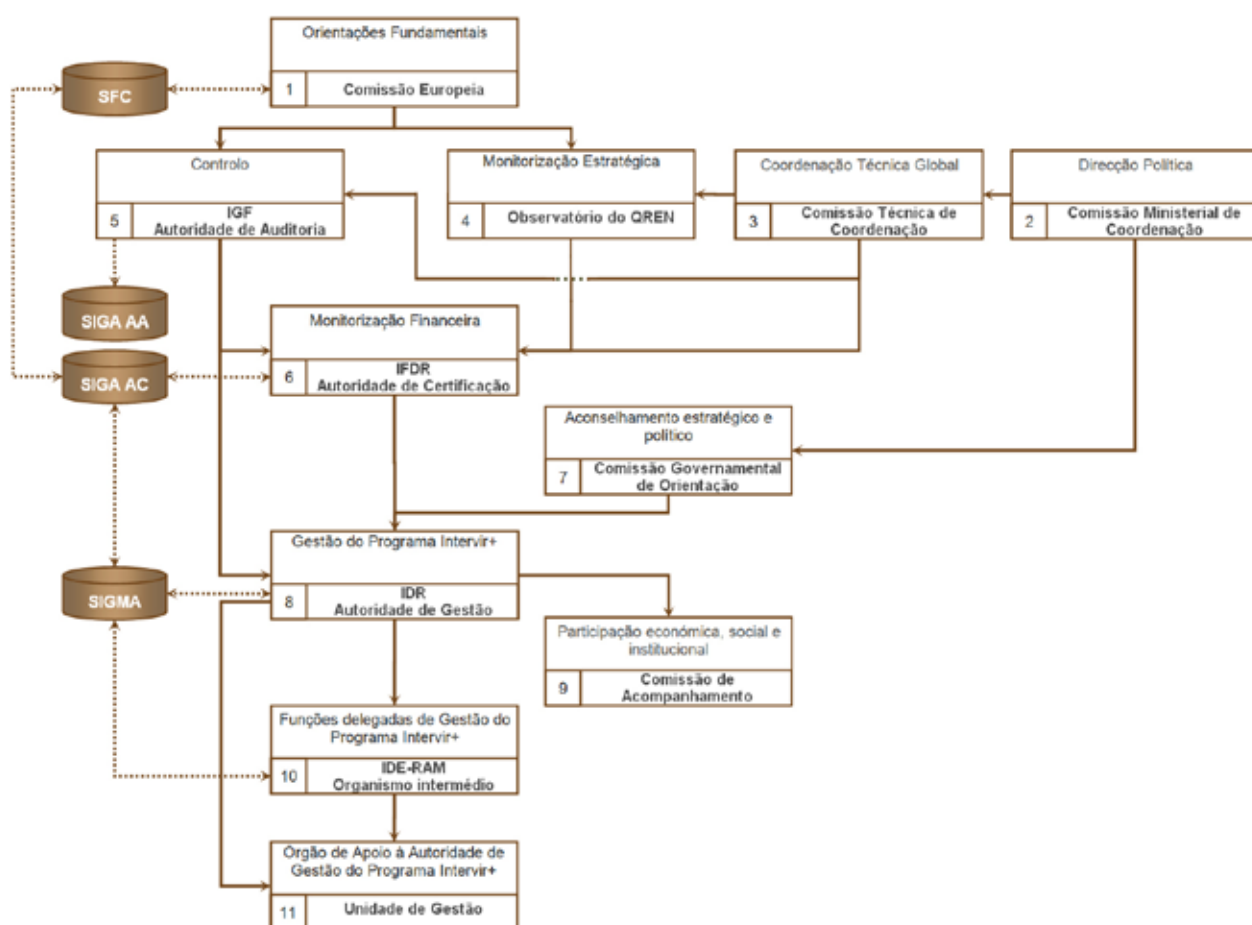 Orientações Fundamentais
1
Comissão Europeia
SFC
Controlo
5
IGF
Autoridade de Auditoria
Monitorização Estratégica
4
Observatório do QREN
Coordenação Técnica Global
3
Comissão Técnica de
Coordenação
Direcção Política
2
Comissão Ministerial de
Coordenação
SIGA AA
Monitorização Financeira
6
IFDR
Autoridade de Certificação
SIGA AC
Aconselhamento estratégico e
político
7
Comissão Governamental
de Orientação
Gestão do Programa Intervir+
8
IDR
Autoridade de Gestão
SIGMA
Participação económica, social e
institucional
9
Comissão de
Acompanhamento
Funções delegadas de Gestão do
Programa Intervir+
10
IDE-RAM
Organismo intermédio
Órgão de Apoio à Autoridade de
Gestão do Programa Intervir+
11
Unidade de Gestão